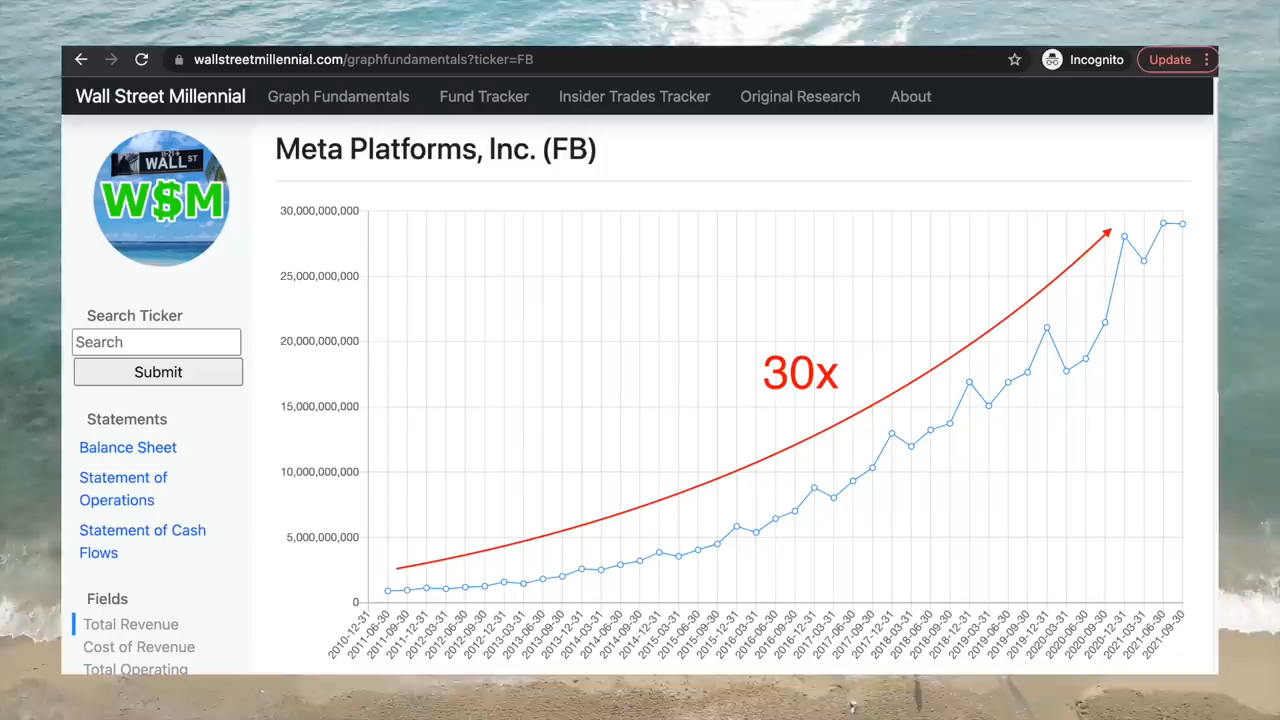 wallstreetmillennial.com/graphfundamentals?ticker=FB
Incognito
Update
Wall Street Millennial
Graph Fundamentals
Fund Tracker
Insider Trades Tracker
Original Research
About
WALL ST
W$M
Search Ticker
Search
Submit
Statements
Balance Sheet
Statement of
Operations
Statement of Cash
Flows
Fields
Total Revenue
Cost of Revenue
Total Operating
Meta Platforms, Inc. (FB)
30,000,000,000
25,000,000,000
20,000,000,000
15,000,000,000
10,000,000,000
5,000,000,000
0
30x
2010-12-31
2011-06-30
2011-09-30
2011-12-31
2012-03-31
2012-06-30
2012-09-30
2012-12-31
2013-03-31
2013-06-30
2013-09-30
2013-12-31
2014-03-31
2014-06-30
2014-09-30
2014-12-31
2015-03-31
2015-06-30
2015-09-30
2015-12-31
2016-03-31
2016-06-30
2016-09-30
2016-12-31
2017-03-31
2017-06-30
2017-09-30
2017-12-31
2018-03-31
2018-06-30
2018-09-30
2018-12-31
2019-03-31
2019-06-30
2019-09-30
2019-12-31
2020-03-31
2020-06-30
2020-09-30
2020-12-31
2021-03-31
2021-06-30
2021-09-30